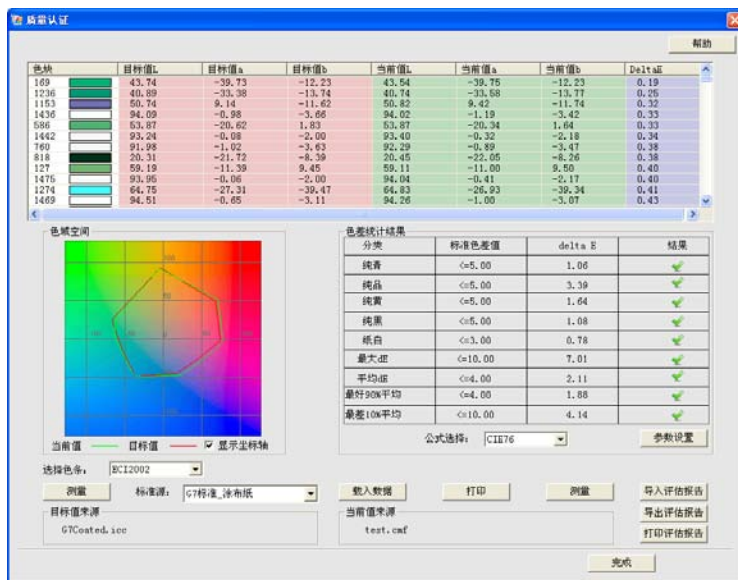 质量认证
帮助
色块 目标值L 目标值a 目标值b 当前值L 当前值a 当前值b DeltaE
169 43.74 -39.73 -12.23 43.54 -39.75 -12.23 0.19
1236 40.89 -33.38 -13.74 40.74 -33.58 -13.77 0.25
1153 50.74 9.14 -11.62 50.82 9.42 -11.74 0.32
1436 94.09 -0.98 -3.66 94.02 -1.19 -3.42 0.33
586 53.87 -20.62 1.83 53.87 -20.34 1.64 0.33
1442 93.24 -0.08 -2.00 93.40 -0.32 -2.18 0.34
760 91.98 -1.02 -3.63 92.29 -0.89 -3.47 0.38
818 20.31 -21.72 -8.39 20.45 -22.05 -8.26 0.38
127 59.19 -11.39 9.45 59.11 -11.00 9.50 0.40
1475 93.95 -0.06 -2.00 94.04 -0.41 -2.17 0.40
1274 64.75 -27.31 -39.47 64.83 -26.93 -39.34 0.41
1469 94.51 -0.65 -3.11 94.26 -1.00 -3.07 0.43
色域空间
当前值 目标值 显示坐标轴
色差统计结果
分类 标准色差值 delta E 结果
纯青 <=5.00 1.06
纯品 <=5.00 3.39
纯黄 <=5.00 1.64
纯黑 <=5.00 1.08
纸白 <=3.00 0.78
最大dE <=10.00 7.01
平均dE <=4.00 2.11
最好90%平均 <=4.00 1.88
最差10%平均 <=10.00 4.14
公式选择: CIE76 参数设置
选择色条: ECI2002
测量 标准源: G7标准_涂布纸 载入数据 打印 测量 导入评估报告
目标值来源
G7Coated.icc
当前值来源
test.cmf
导出评估报告
打印评估报告
完成